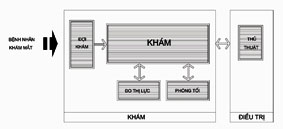 BỆNH NHÂN
KHÁM MẮT
ĐỢI
KHÁM
KHÁM
THỦ
THUẬT
ĐO THỊ LỰC
PHÒNG TỐI
KHÁM
ĐIỀU TRỊ